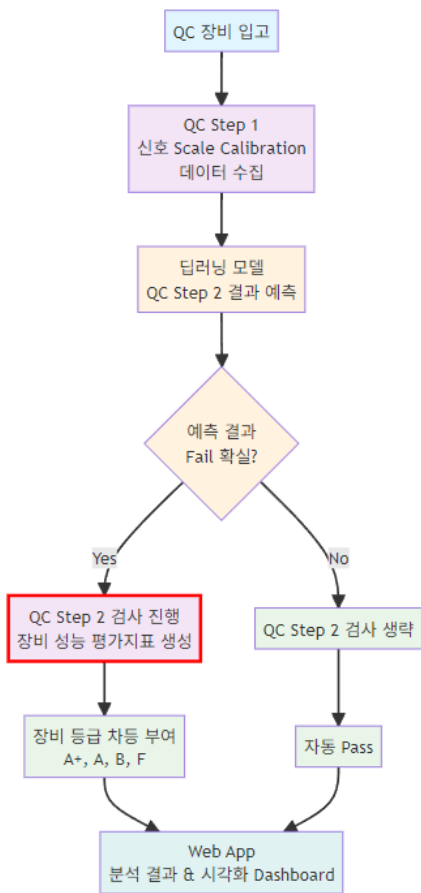 QC 장비 입고
QC Step 1
신호 Scale Calibration
데이터 수집
딥러닝 모델
QC Step 2 결과 예측
예측 결과
Fail 확실?
Yes
No
QC Step 2 검사 진행
장비 성능 평가지표 생성
QC Step 2 검사 생략
장비 등급 차등 부여
A+, A, B, F
자동 Pass
Web App
분석 결과 & 시각화 Dashboard